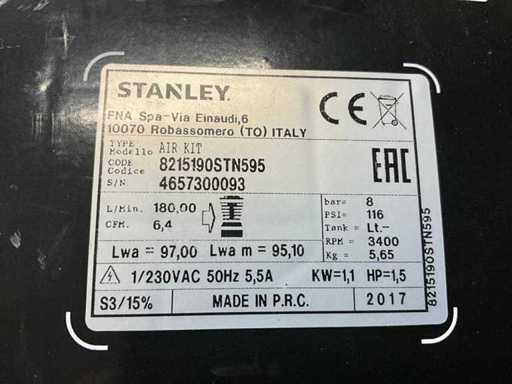 STANLEY.
FNA Spa-Via Einaudi,6
10070 Robassomero (TO) ITALY
CE
TYPE
Modello AIR KIT
CODE
Codice 8215190STN595
S/N 4657300093
EAC
L/Min. 180,00
CFM. 6,4
bar= 8
PSI= 116
Tank = Lt.-
RPM = 3400
Kg = 5,65
Lwa = 97,00 Lwa m = 95,10
1/230VAC 50Hz 5,5A KW=1,1 HP=1,5
S3/15% MADE IN P.R.C. 2017
8215190STN595